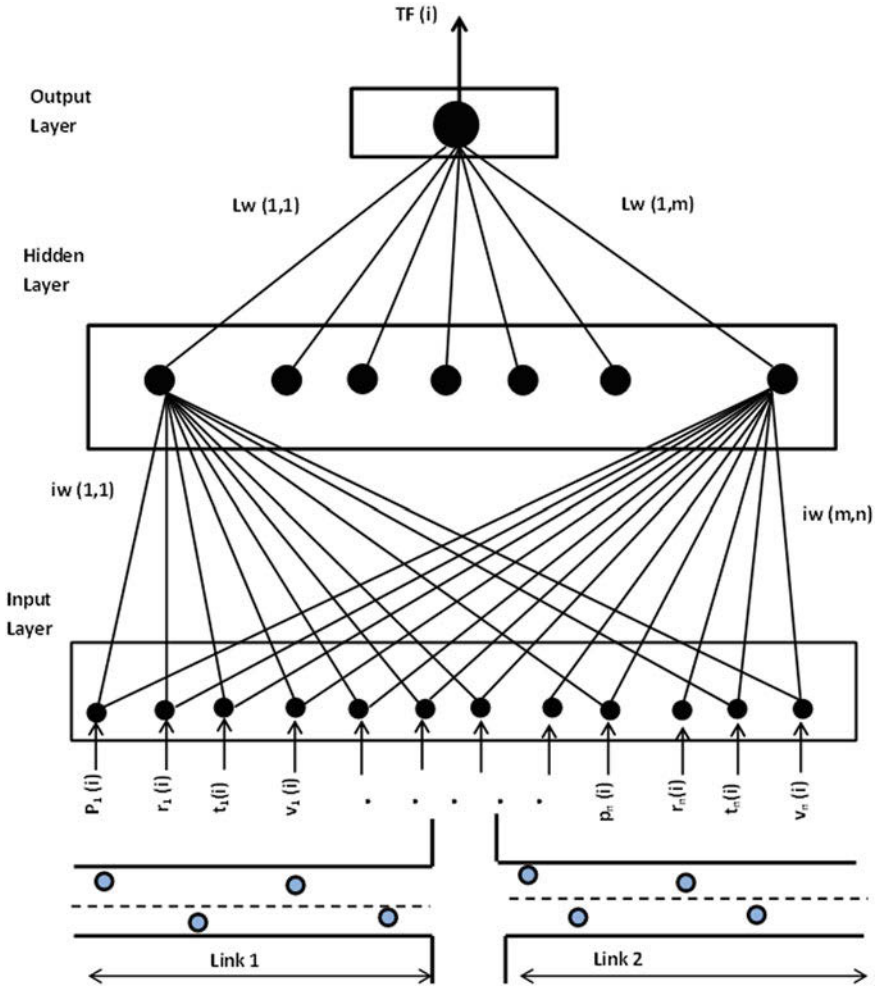 TF (i)
Output
Layer
Lw (1,1)
Lw (1,m)
Hidden
Layer
iw (1,1)
iw (m,n)
Input
Layer
P₁ (i)
r₁ (i)
t₁(i)
v₁ (i)
. . . . .
pₙ (i)
rₙ(i)
tₙ(i)
vₙ (i)
Link 1
Link 2